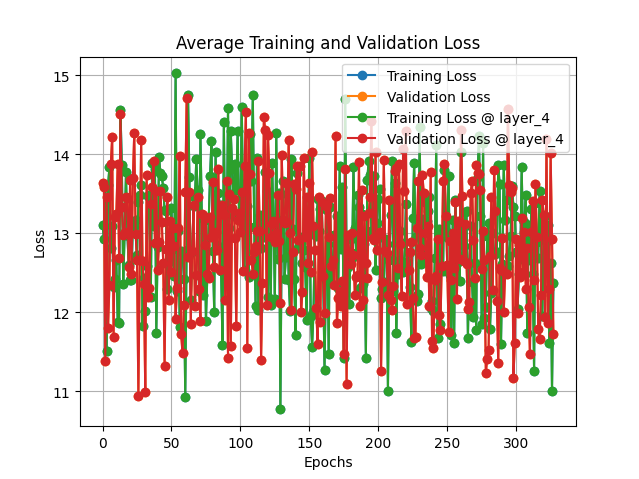 Average Training and Validation Loss
15
14
13
12
11
Loss
0
50
100
150
200
250
300
Epochs
Training Loss
Validation Loss
Training Loss @ layer_4
Validation Loss @ layer_4